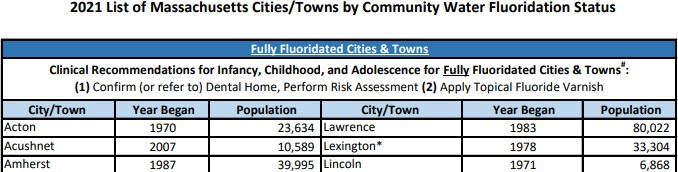 2021 List of Massachusetts Cities/Towns by Community Water Fluoridation Status
Fully Fluoridated Cities & Towns
Clinical Recommendations for Infancy, Childhood, and Adolescence for Fully Fluoridated Cities & Towns#:
(1) Confirm (or refer to) Dental Home, Perform Risk Assessment (2) Apply Topical Fluoride Varnish
City/Town Year Began Population City/Town Year Began Population
Acton 1970 23,634 Lawrence 1983 80,022
Acushnet 2007 10,589 Lexington* 1978 33,304
Amherst 1987 39,995 Lincoln 1971 6,868